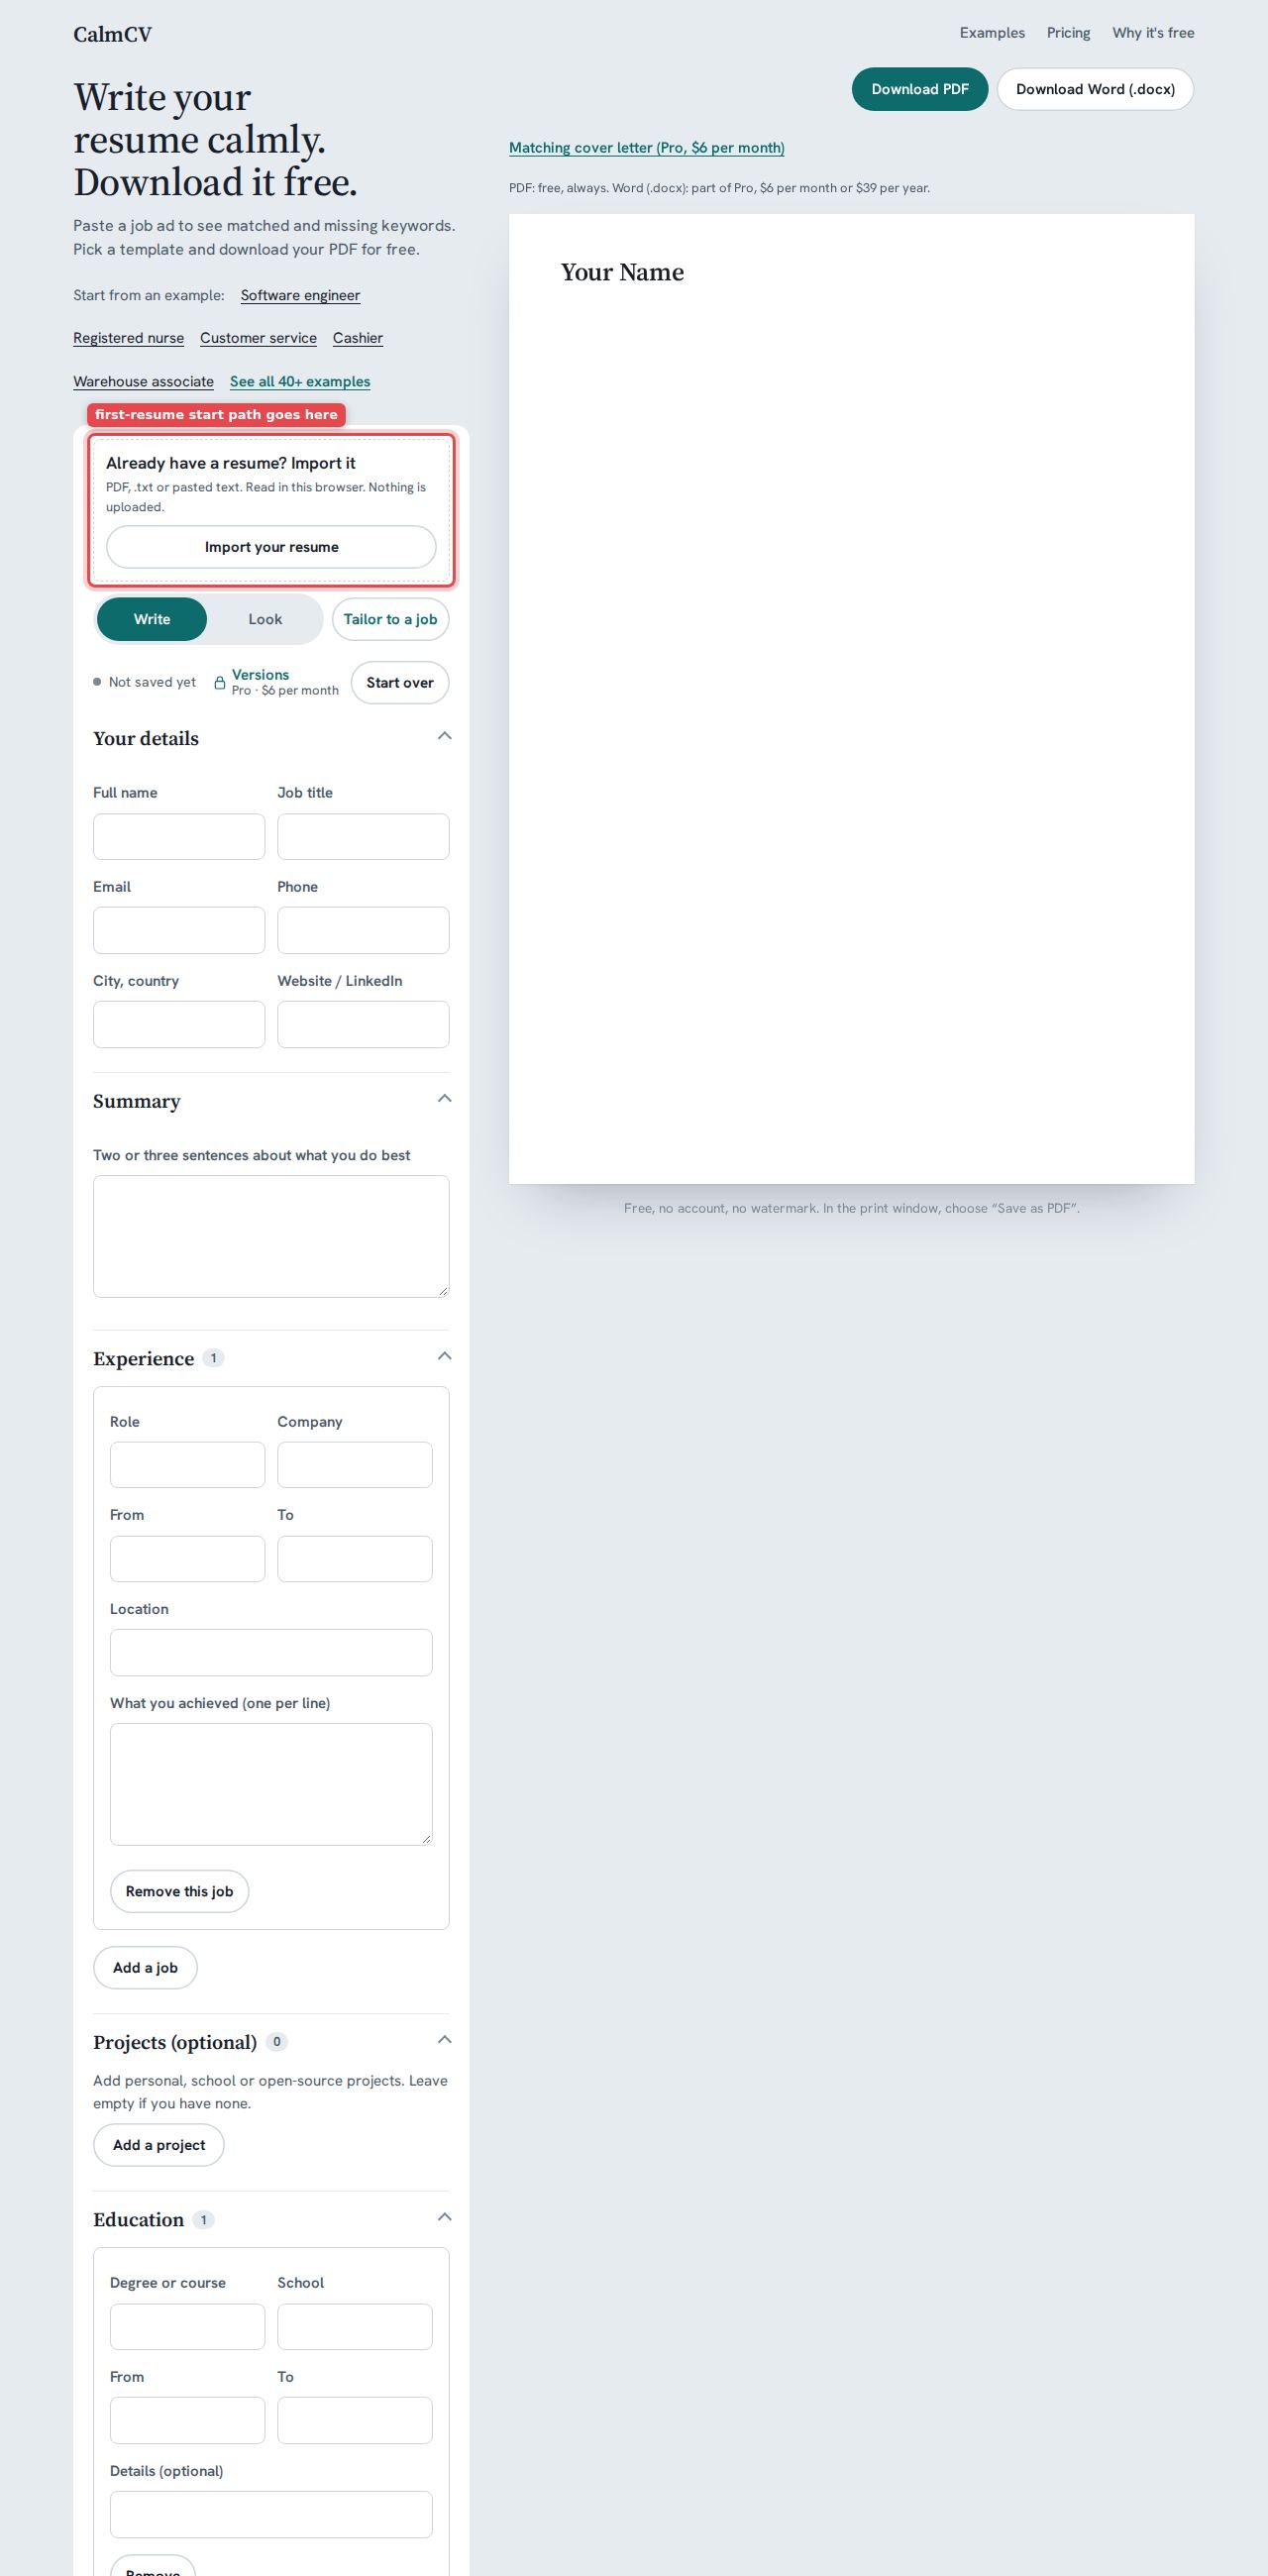 CalmCV
Examples Pricing Why it's free
Write your
resume calmly.
Download it free.
Paste a job ad to see matched and missing keywords.
Pick a template and download your PDF for free.
Start from an example: Software engineer
Registered nurse Customer service Cashier
Warehouse associate See all 40+ examples
first-resume start path goes here
Already have a resume? Import it
PDF, .txt or pasted text. Read in this browser. Nothing is
uploaded.
Import your resume
Write Look Tailor to a job
Not saved yet Versions Start over
Pro · $6 per month
Your details
Full name Job title
Email Phone
City, country Website / LinkedIn
Summary
Two or three sentences about what you do best
Experience 1
Role Company
From To
Location
What you achieved (one per line)
Remove this job
Add a job
Projects (optional) 0
Add personal, school or open-source projects. Leave
empty if you have none.
Add a project
Education 1
Degree or course School
From To
Details (optional)
Remove
Download PDF Download Word (.docx)
Matching cover letter (Pro, $6 per month)
PDF: free, always. Word (.docx): part of Pro, $6 per month or $39 per year.
Your Name
Free, no account, no watermark. In the print window, choose “Save as PDF”.